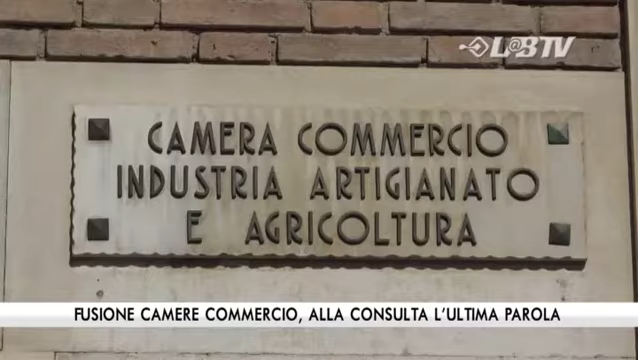 L@BTV
CAMERA COMMERCIO
INDUSTRIA ARTIGIANATO
E AGRICOLTURA
FUSIONE CAMERE COMMERCIO, ALLA CONSULTA L'ULTIMA PAROLA